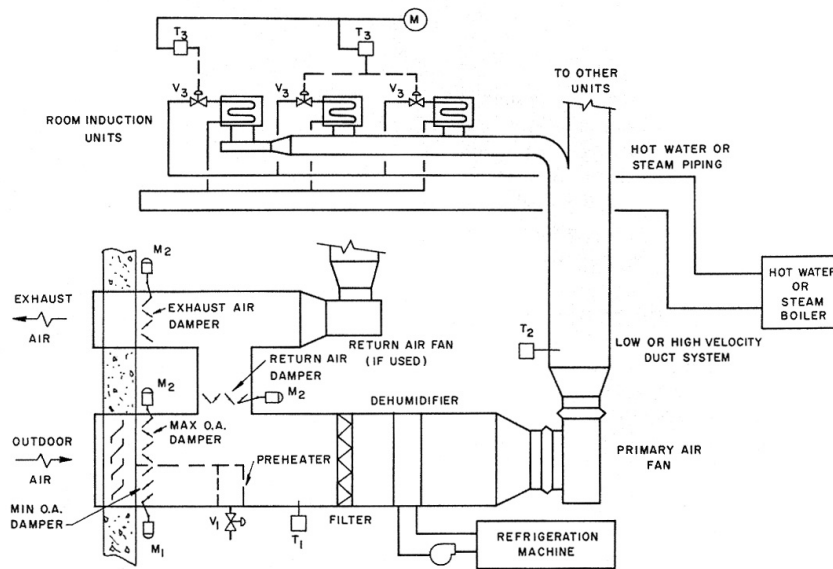 M
T3
T3
V3
V3
V3
TO OTHER
UNITS
ROOM INDUCTION
UNITS
HOT WATER OR
STEAM PIPING
HOT WATER
OR
STEAM
BOILER
M2
EXHAUST
AIR
EXHAUST AIR
DAMPER
RETURN AIR FAN
(IF USED)
T2
LOW OR HIGH VELOCITY
DUCT SYSTEM
RETURN AIR
DAMPER
M2
M2
DEHUMIDIFIER
OUTDOOR
AIR
MAX O.A.
DAMPER
PREHEATER
PRIMARY AIR
FAN
MIN O.A.
DAMPER
M1
V1
T1
FILTER
REFRIGERATION
MACHINE